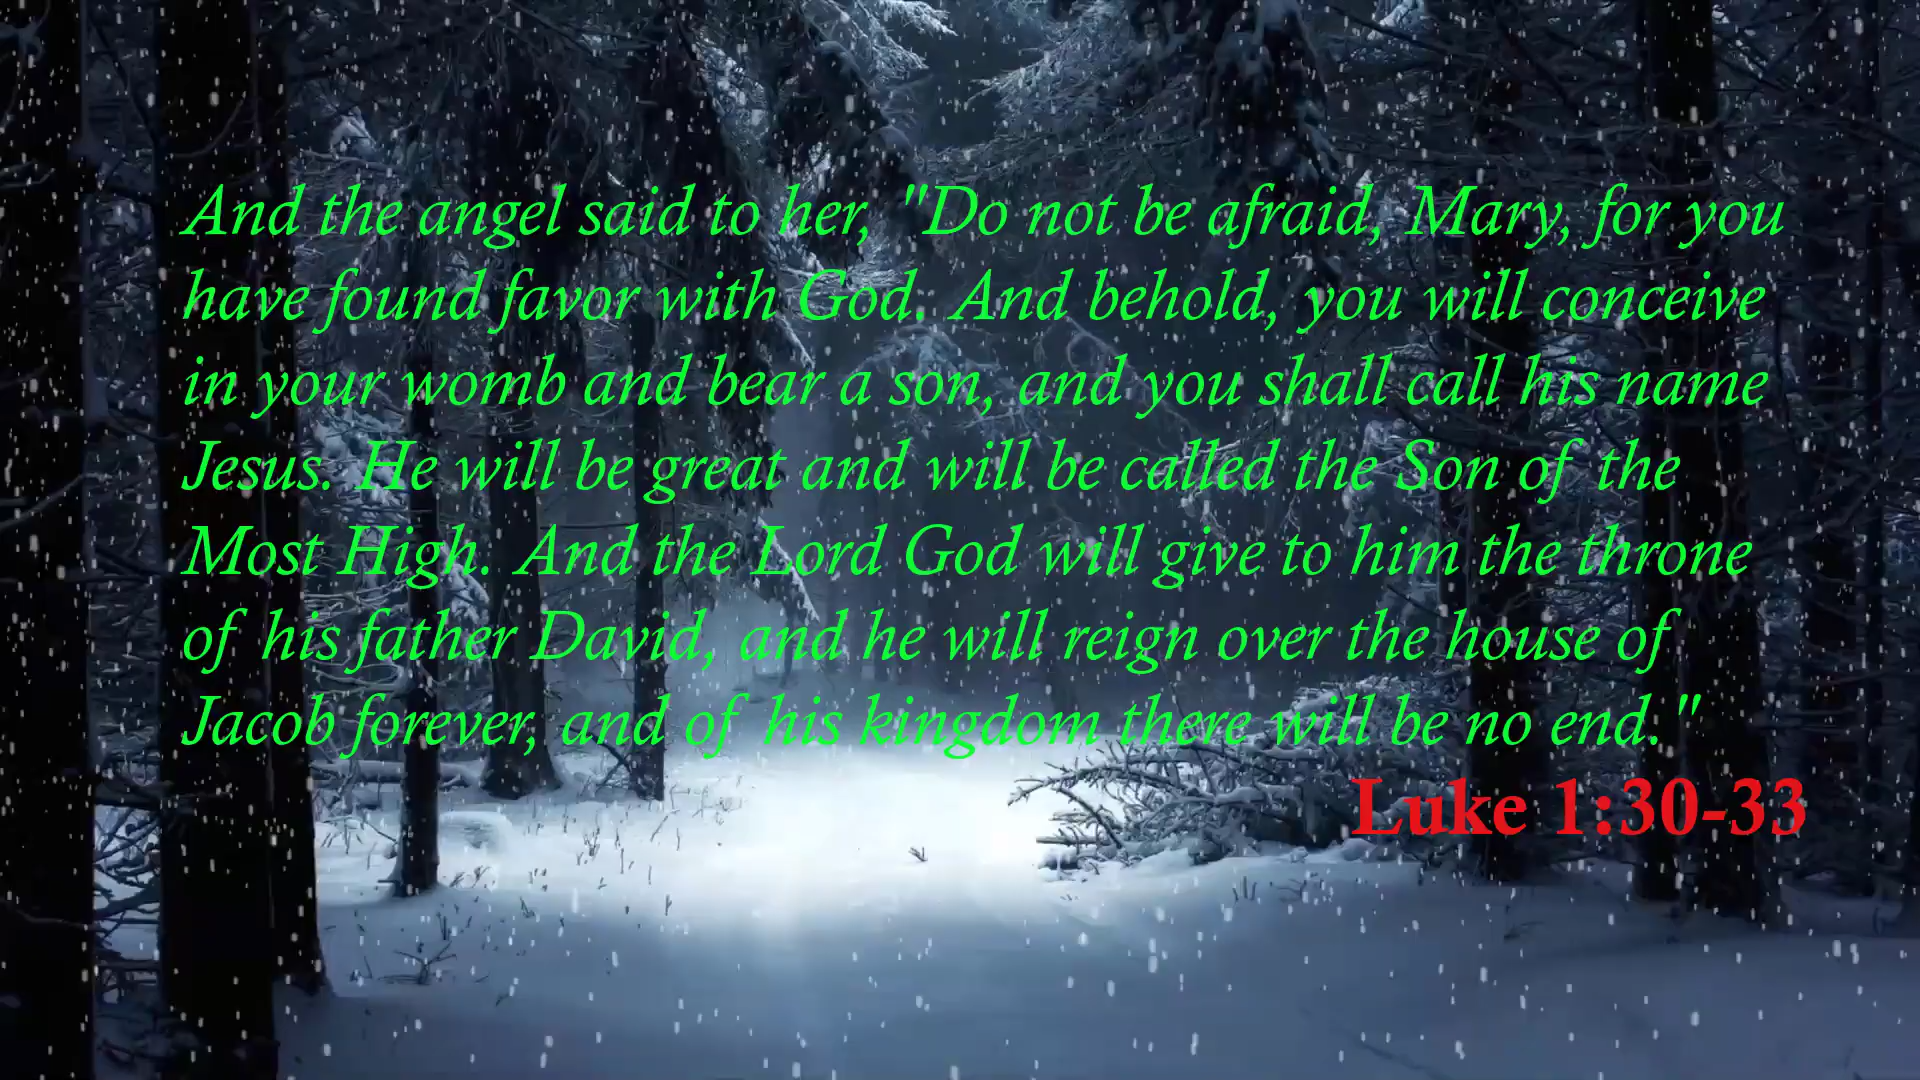 And the angel said to her, "Do not be afraid, Mary, for you
have found favor with God. And behold, you will conceive
in your womb and bear a son, and you shall call his name
Jesus. He will be great and will be called the Son of the
Most High. And the Lord God will give to him the throne
of his father David, and he will reign over the house of
Jacob forever, and of his kingdom there will be no end."
Luke 1:30-33